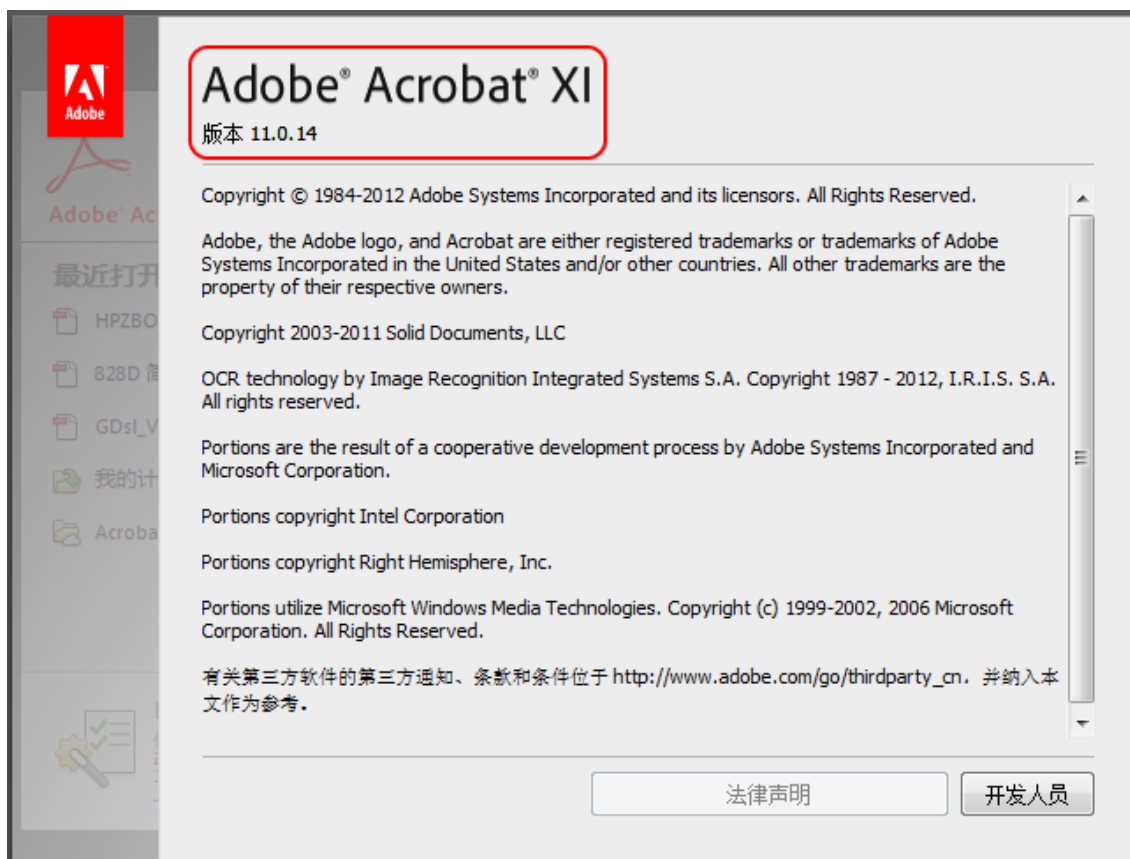 Adobe
Adobe® Acrobat® XI
版本 11.0.14
Adobe® Ac
最近打开
HPZBO
828D 简
GDsl_V
我的计
Acroba
Copyright © 1984-2012 Adobe Systems Incorporated and its licensors. All Rights Reserved.
Adobe, the Adobe logo, and Acrobat are either registered trademarks or trademarks of Adobe
Systems Incorporated in the United States and/or other countries. All other trademarks are the
property of their respective owners.
Copyright 2003-2011 Solid Documents, LLC
OCR technology by Image Recognition Integrated Systems S.A. Copyright 1987 - 2012, I.R.I.S. S.A.
All rights reserved.
Portions are the result of a cooperative development process by Adobe Systems Incorporated and
Microsoft Corporation.
Portions copyright Intel Corporation
Portions copyright Right Hemisphere, Inc.
Portions utilize Microsoft Windows Media Technologies. Copyright (c) 1999-2002, 2006 Microsoft
Corporation. All Rights Reserved.
有关第三方软件的第三方通知、条款和条件位于 http://www.adobe.com/go/thirdparty_cn，并纳入本
文作为参考。
法律声明
开发人员